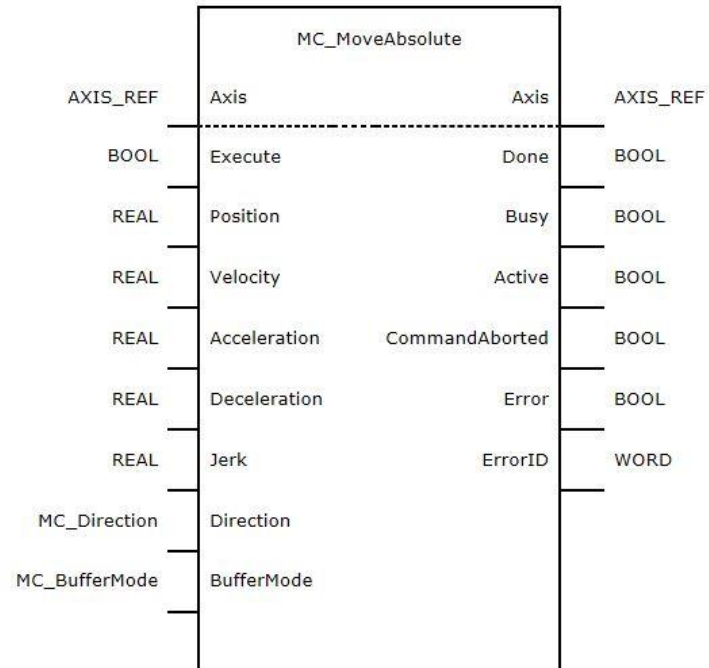 MC_MoveAbsolute
AXIS_REF Axis Axis AXIS_REF
BOOL Execute Done BOOL
REAL Position Busy BOOL
REAL Velocity Active BOOL
REAL Acceleration CommandAborted BOOL
REAL Deceleration Error BOOL
REAL Jerk ErrorID WORD
MC_Direction Direction
MC_BufferMode BufferMode